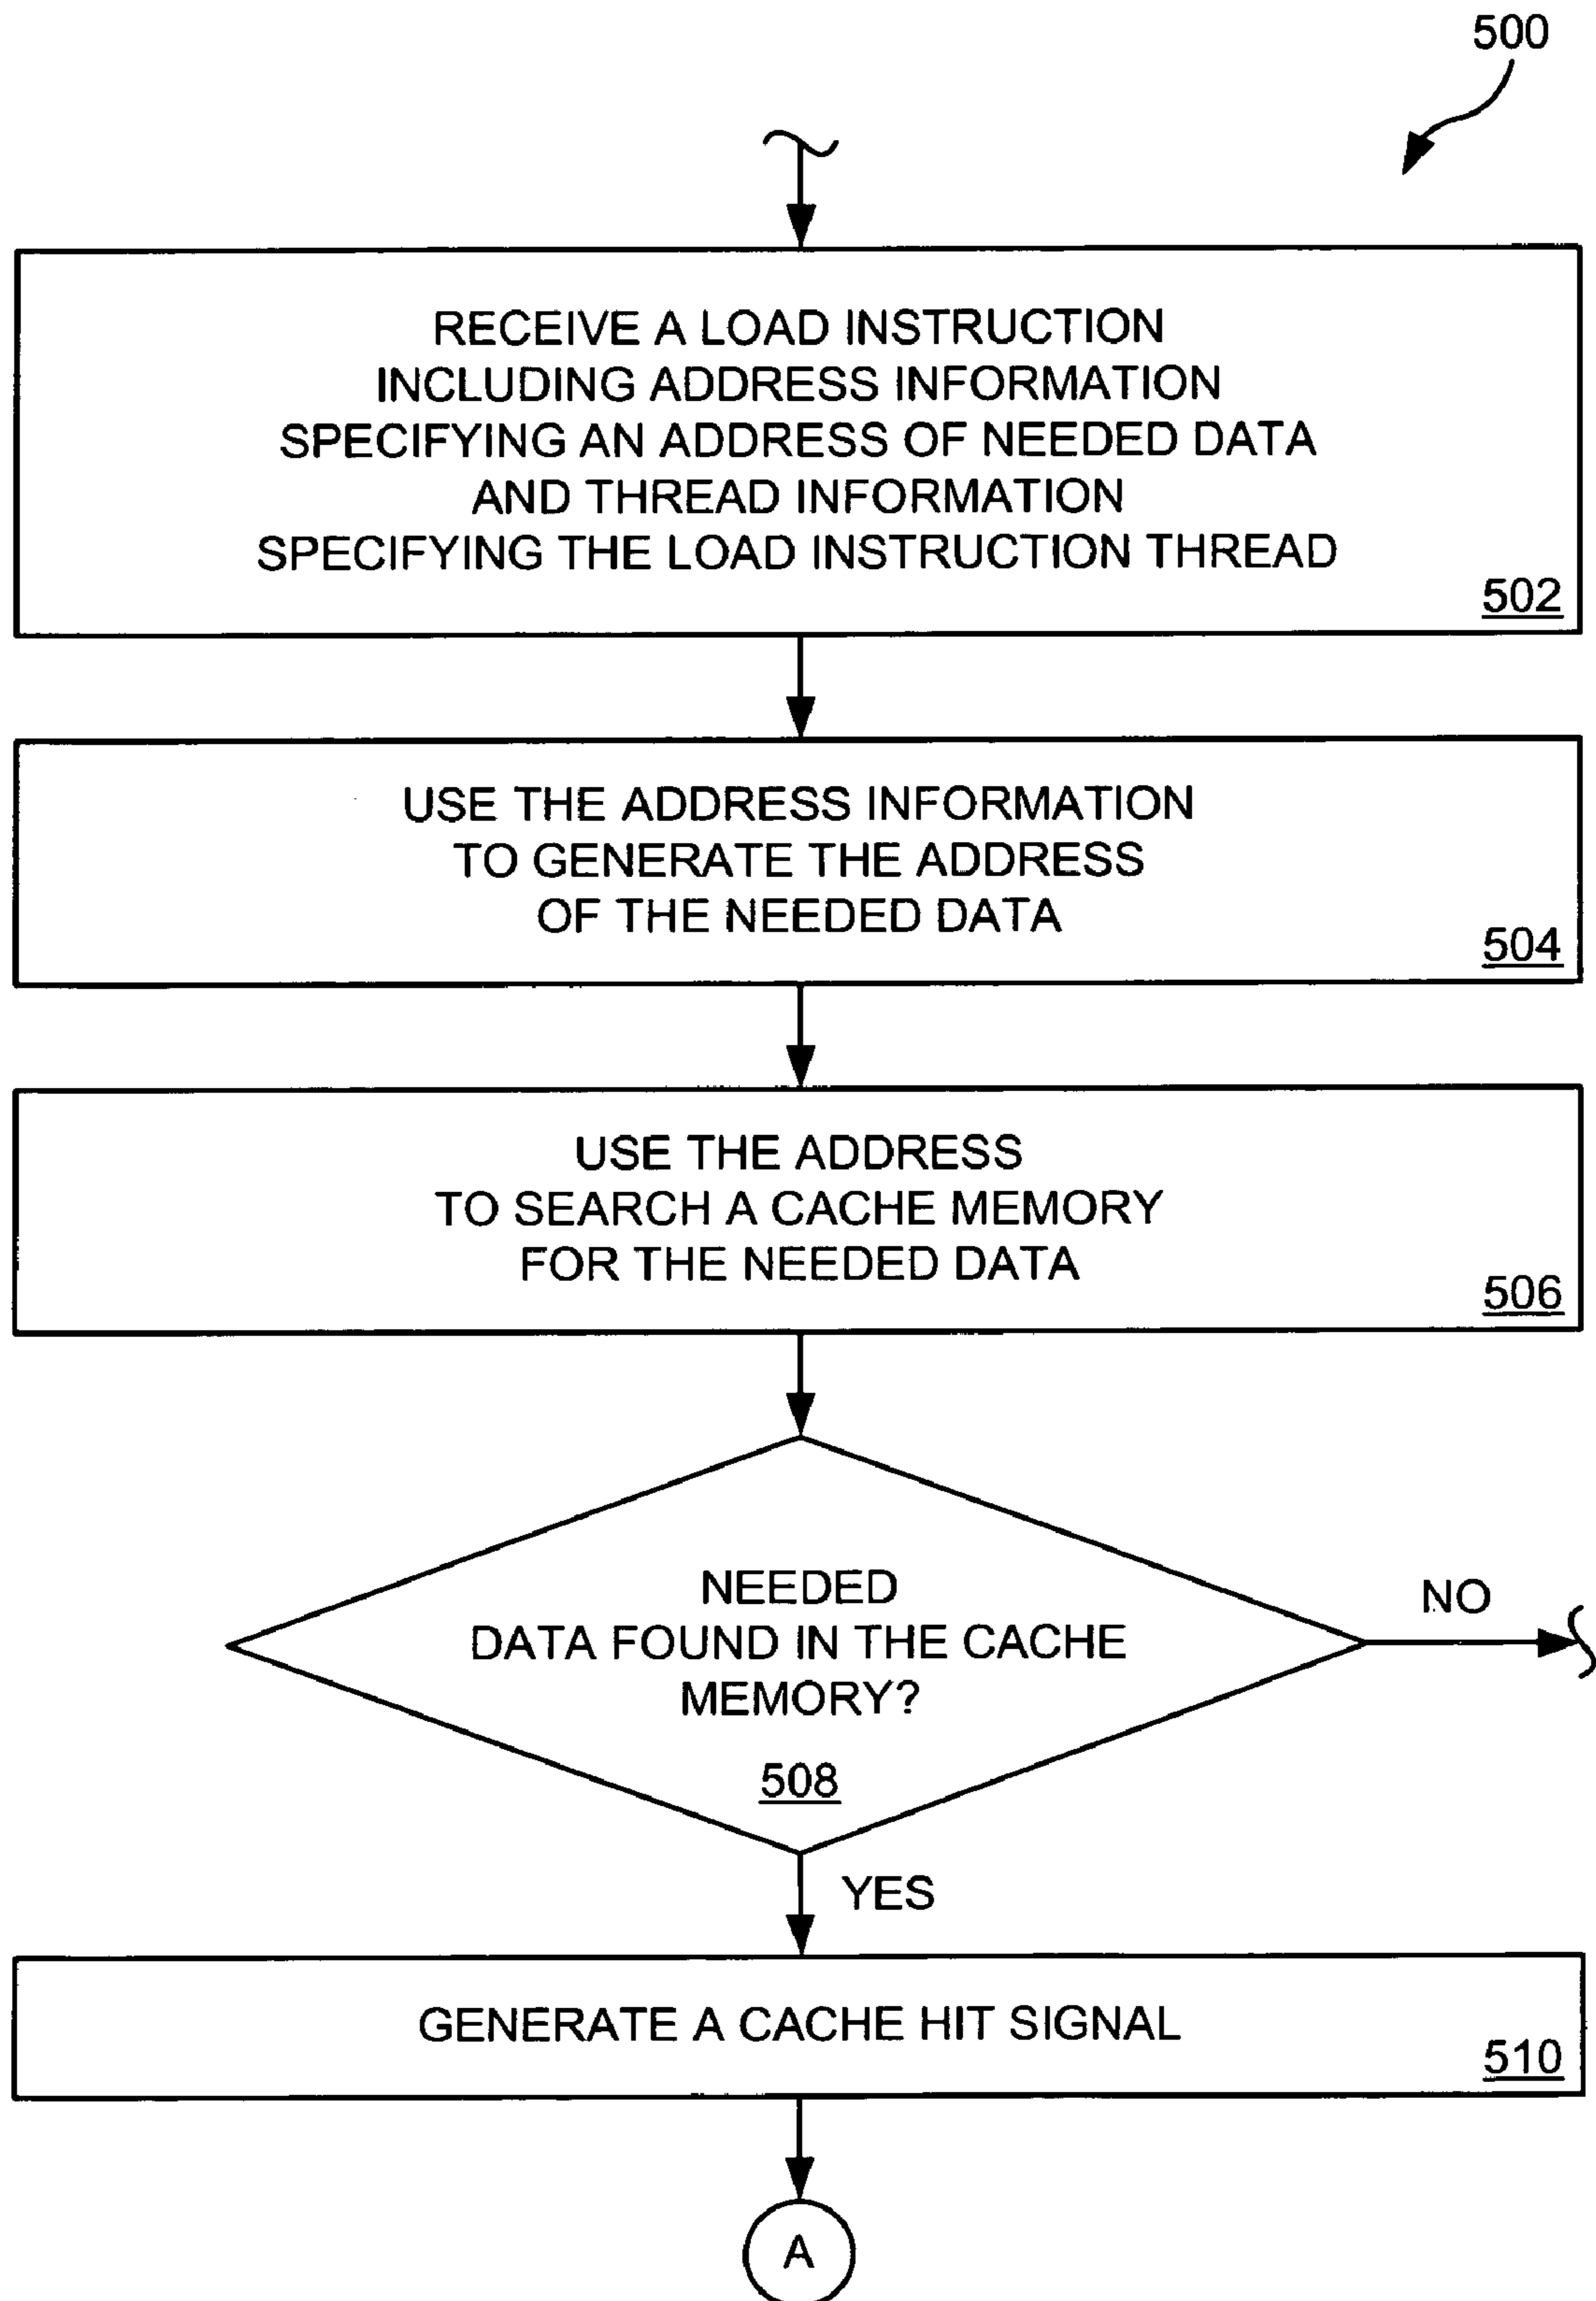 500
RECEIVE A LOAD INSTRUCTION
INCLUDING ADDRESS INFORMATION
SPECIFYING AN ADDRESS OF NEEDED DATA
AND THREAD INFORMATION
SPECIFYING THE LOAD INSTRUCTION THREAD
502
USE THE ADDRESS INFORMATION
TO GENERATE THE ADDRESS
OF THE NEEDED DATA
504
USE THE ADDRESS
TO SEARCH A CACHE MEMORY
FOR THE NEEDED DATA
506
NEEDED
DATA FOUND IN THE CACHE
MEMORY?
508
NO
YES
GENERATE A CACHE HIT SIGNAL
510
A